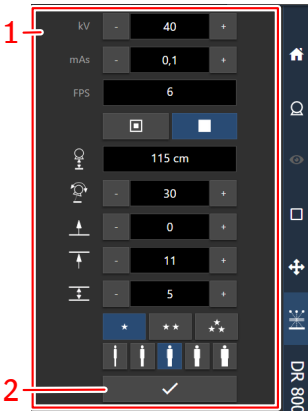 1
kV - 40 +
mAs - 0,1 +
FPS 6
115 cm
- 30 +
- 0 +
- 11 +
- 5 +
2
DR 800